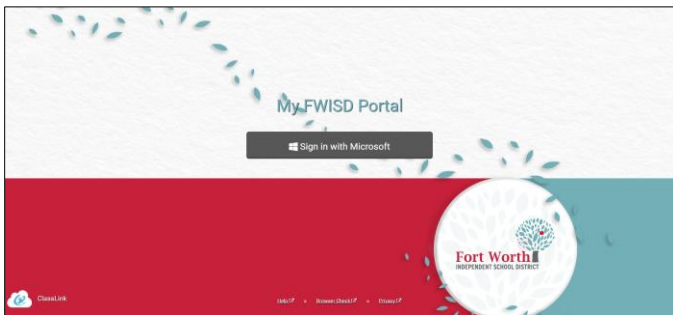 My FWISD Portal
Sign in with Microsoft
Fort Worth
INDEPENDENT SCHOOL DISTRICT
ClassLink
Help
Browser Check
Privacy